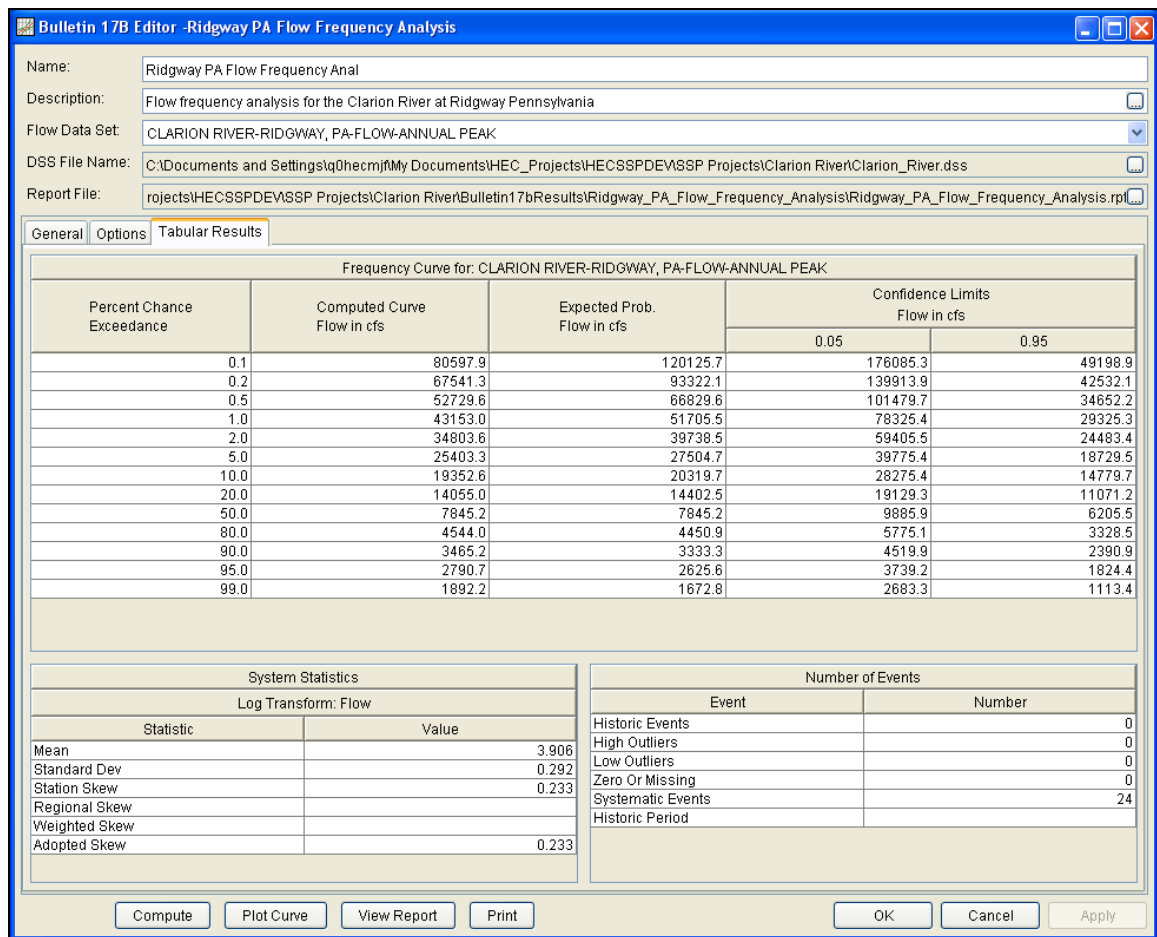 Bulletin 17B Editor -Ridgway PA Flow Frequency Analysis
Name: Ridgway PA Flow Frequency Anal
Description: Flow frequency analysis for the Clarion River at Ridgway Pennsylvania ...
Flow Data Set: CLARION RIVER-RIDGWAY, PA-FLOW-ANNUAL PEAK
DSS File Name: C:\Documents and Settings\q0hecmjf\My Documents\HEC_Projects\HECSSPDEV\SSP Projects\Clarion River\Clarion_River.dss ...
Report File: rojects\HECSSPDEV\SSP Projects\Clarion River\Bulletin17bResults\Ridgway_PA_Flow_Frequency_Analysis\Ridgway_PA_Flow_Frequency_Analysis.rpt ...
General Options Tabular Results
Frequency Curve for: CLARION RIVER-RIDGWAY, PA-FLOW-ANNUAL PEAK
Percent Chance Exceedance
Computed Curve Flow in cfs
Expected Prob. Flow in cfs
Confidence Limits Flow in cfs
0.05 0.95
0.1 80597.9 120125.7 176085.3 49198.9
0.2 67541.3 93322.1 139913.9 42532.1
0.5 52729.6 66829.6 101479.7 34652.2
1.0 43153.0 51705.5 78325.4 29325.3
2.0 34803.6 39738.5 59405.5 24483.4
5.0 25403.3 27504.7 39775.4 18729.5
10.0 19352.6 20319.7 28275.4 14779.7
20.0 14055.0 14402.5 19129.3 11071.2
50.0 7845.2 7845.2 9885.9 6205.5
80.0 4544.0 4450.9 5775.1 3328.5
90.0 3465.2 3333.3 4519.9 2390.9
95.0 2790.7 2625.6 3739.2 1824.4
99.0 1892.2 1672.8 2683.3 1113.4
System Statistics
Log Transform: Flow
Statistic Value
Mean 3.906
Standard Dev 0.292
Station Skew 0.233
Regional Skew
Weighted Skew
Adopted Skew 0.233
Number of Events
Event Number
Historic Events 0
High Outliers 0
Low Outliers 0
Zero Or Missing 0
Systematic Events 24
Historic Period
Compute Plot Curve View Report Print OK Cancel Apply